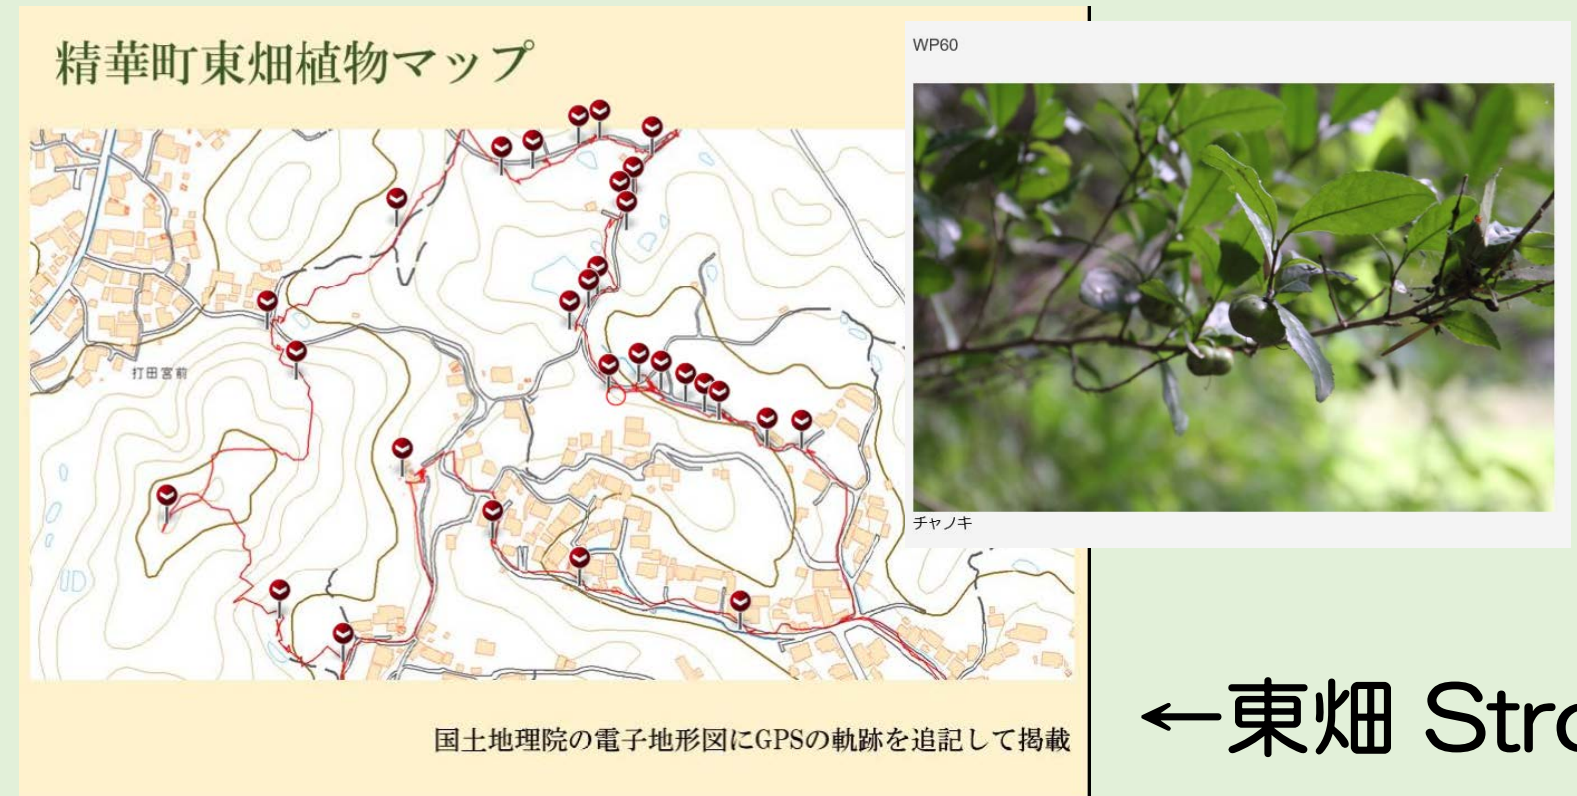 精華町東畑植物マップ
WP60
打田宮前
チャノキ
国土地理院の電子地形図にGPSの軌跡を追記して掲載
←東畑 Stro